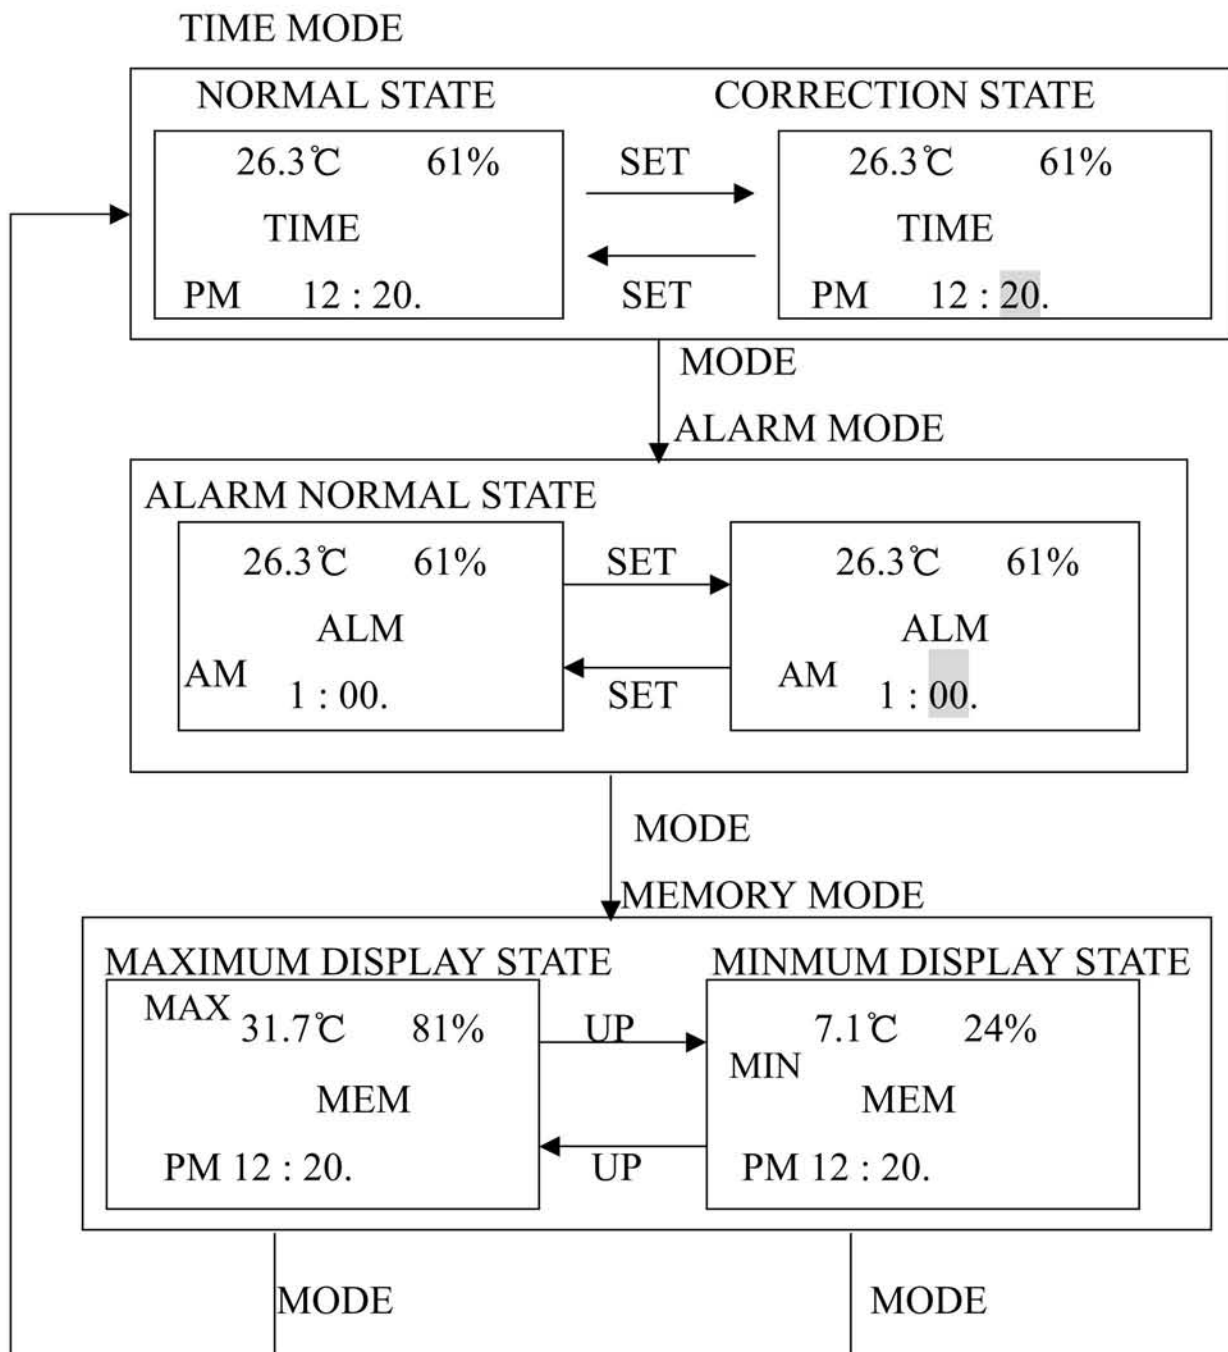 TIME MODE
NORMAL STATE CORRECTION STATE
26.3℃ 61% SET 26.3℃ 61%
TIME TIME
PM 12 : 20. SET PM 12 : 20.
MODE
ALARM MODE
ALARM NORMAL STATE
26.3℃ 61% SET 26.3℃ 61%
ALM ALM
AM 1 : 00. SET AM 1 : 00.
MODE
MEMORY MODE
MAXIMUM DISPLAY STATE MINMUM DISPLAY STATE
MAX 31.7℃ 81% UP 7.1℃ 24%
MIN
MEM MEM
PM 12 : 20. UP PM 12 : 20.
MODE MODE